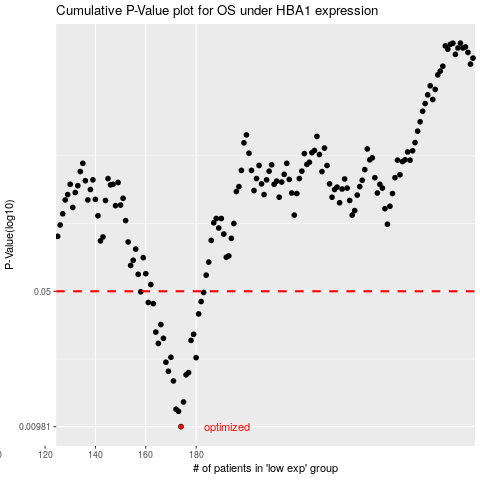 Cumulative P-Value plot for OS under HBA1 expression
P-Value(log10)
0.05
0.00981
optimized
0 120 140 160 180
# of patients in 'low exp' group